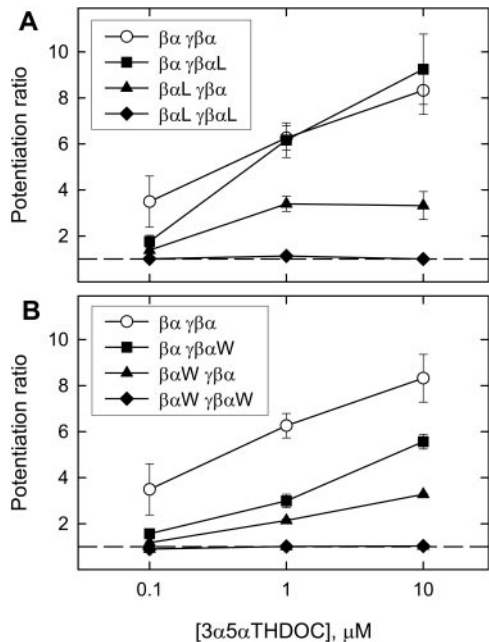 A
Potentiation ratio
10
8
6
4
2
βα γβα
βα γβαL
βαL γβα
βαL γβαL
B
Potentiation ratio
10
8
6
4
2
βα γβα
βα γβαW
βαW γβα
βαW γβαW
0.1 1 10
[3α5αTHDOC], μM